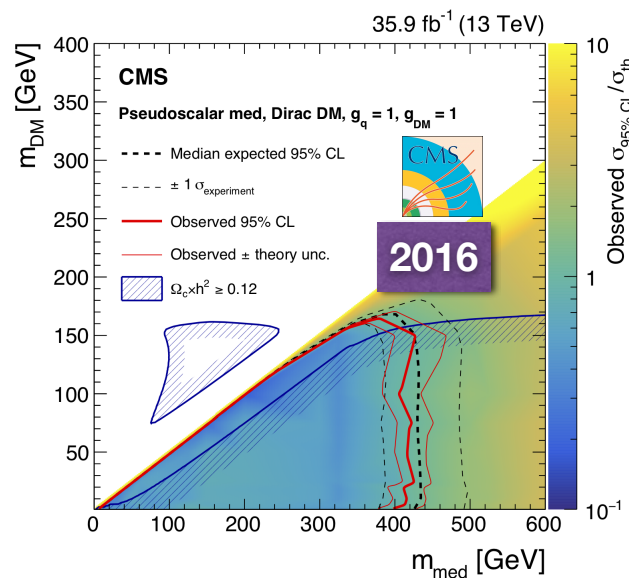 35.9 fb⁻¹ (13 TeV)
CMS
Pseudoscalar med, Dirac DM, g_q = 1, g_DM = 1
Median expected 95% CL
± 1 σ_experiment
Observed 95% CL
Observed ± theory unc.
Ω_c×h² ≥ 0.12
CMS
2016
m_DM [GeV]
400
350
300
250
200
150
100
50
0 100 200 300 400 500 600
m_med [GeV]
10
1
10⁻¹
Observed σ_95% CL/σ_th